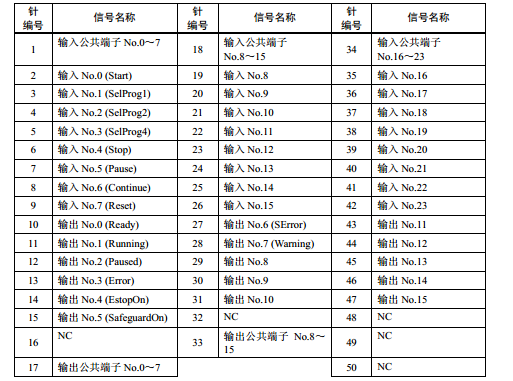 针编号 信号名称 针编号 信号名称 针编号 信号名称
1 输入公共端子 No.0～7 18 输入公共端子 No.8～15 34 输入公共端子 No.16～23
2 输入 No.0 (Start) 19 输入 No.8 35 输入 No.16
3 输入 No.1 (SelProg1) 20 输入 No.9 36 输入 No.17
4 输入 No.2 (SelProg2) 21 输入 No.10 37 输入 No.18
5 输入 No.3 (SelProg4) 22 输入 No.11 38 输入 No.19
6 输入 No.4 (Stop) 23 输入 No.12 39 输入 No.20
7 输入 No.5 (Pause) 24 输入 No.13 40 输入 No.21
8 输入 No.6 (Continue) 25 输入 No.14 41 输入 No.22
9 输入 No.7 (Reset) 26 输入 No.15 42 输入 No.23
10 输出 No.0 (Ready) 27 输出 No.6 (SError) 43 输出 No.11
11 输出 No.1 (Running) 28 输出 No.7 (Warning) 44 输出 No.12
12 输出 No.2 (Paused) 29 输出 No.8 45 输出 No.13
13 输出 No.3 (Error) 30 输出 No.9 46 输出 No.14
14 输出 No.4 (EstopOn) 31 输出 No.10 47 输出 No.15
15 输出 No.5 (SafeguardOn) 32 NC 48 NC
16 NC 33 输出公共端子 No.8～15 49 NC
17 输出公共端子 No.0～7 50 NC